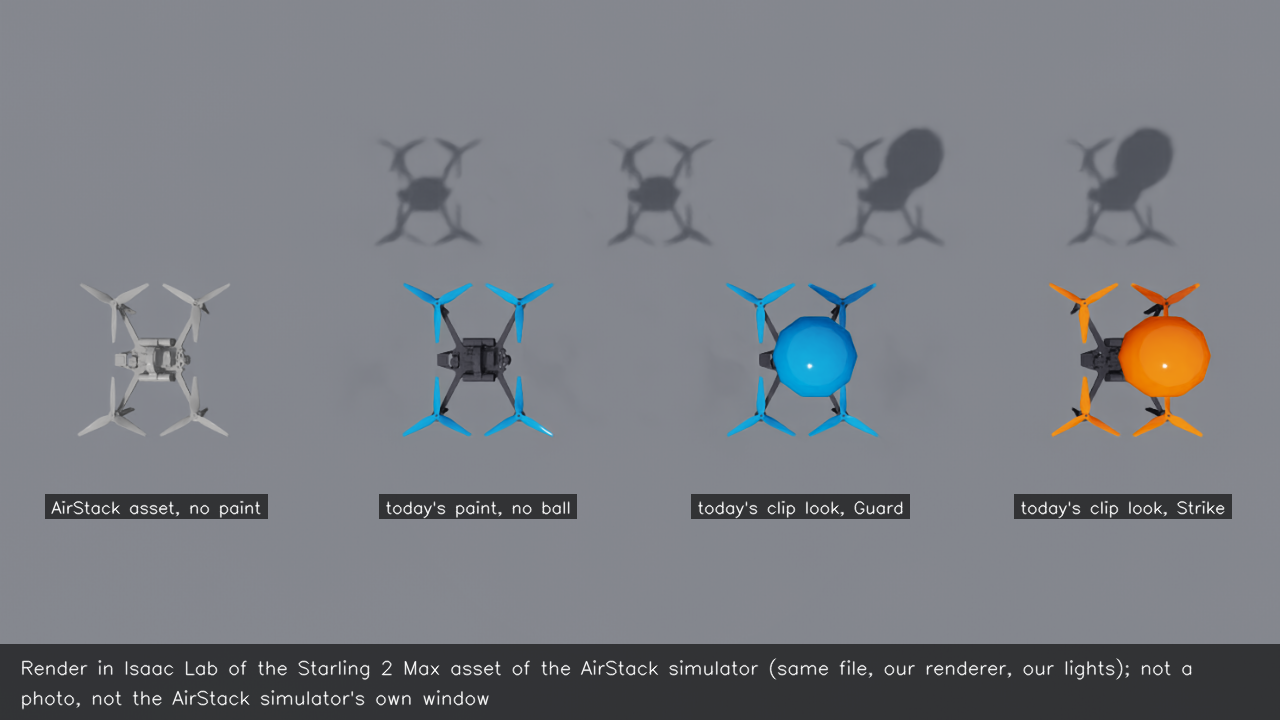 AirStack asset, no paint
today's paint, no ball
today's clip look, Guard
today's clip look, Strike
Render in Isaac Lab of the Starling 2 Max asset of the AirStack simulator (same file, our renderer, our lights); not a
photo, not the AirStack simulator's own window